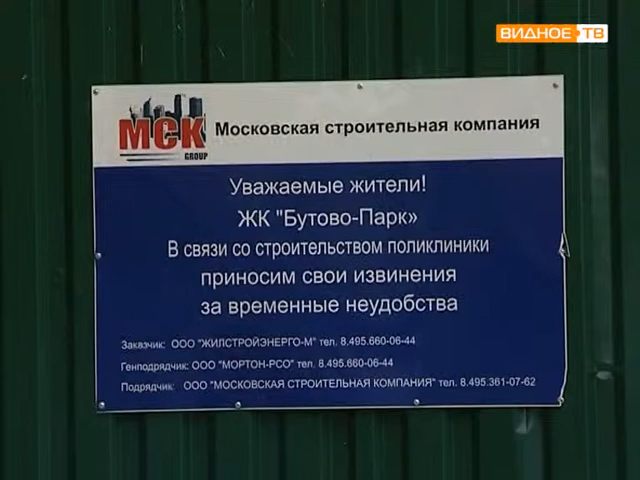 ВИДНОЕ ТВ
МСК
GROUP
Московская строительная компания
Уважаемые жители!
ЖК "Бутово-Парк»
В связи со строительством поликлиники
приносим свои извинения
за временные неудобства
Заказчик: ООО "ЖИЛСТРОЙЭНЕРГО-М" тел. 8.495.660-06-44
Генподрядчик: ООО "МОРТОН-РСО" тел. 8.495.660-06-44
Подрядчик: ООО "МОСКОВСКАЯ СТРОИТЕЛЬНАЯ КОМПАНИЯ" тел. 8.495.361-07-62